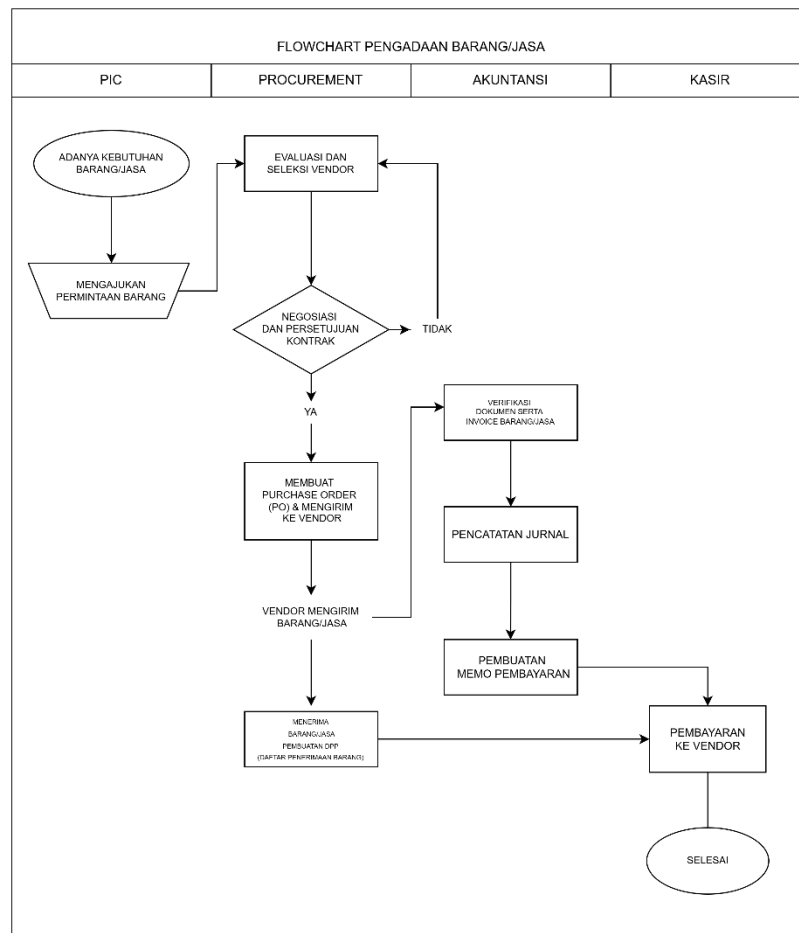 FLOWCHART PENGADAAN BARANG/JASA
PIC
PROCUREMENT
AKUNTANSI
KASIR
ADANYA KEBUTUHAN
BARANG/JASA
MENGAJUKAN
PERMINTAAN BARANG
EVALUASI DAN
SELEKSI VENDOR
NEGOSIASI
DAN PERSETUJUAN
KONTRAK
TIDAK
YA
MEMBUAT
PURCHASE ORDER
(PO) & MENGIRIM
KE VENDOR
VENDOR MENGIRIM
BARANG/JASA
MENERIMA
BARANG/JASA
PEMBUATAN DPP
(DAFTAR PENERIMAAN BARANG)
VERIFIKASI
DOKUMEN SERTA
INVOICE BARANG/JASA
PENCATATAN JURNAL
PEMBUATAN
MEMO PEMBAYARAN
PEMBAYARAN
KE VENDOR
SELESAI